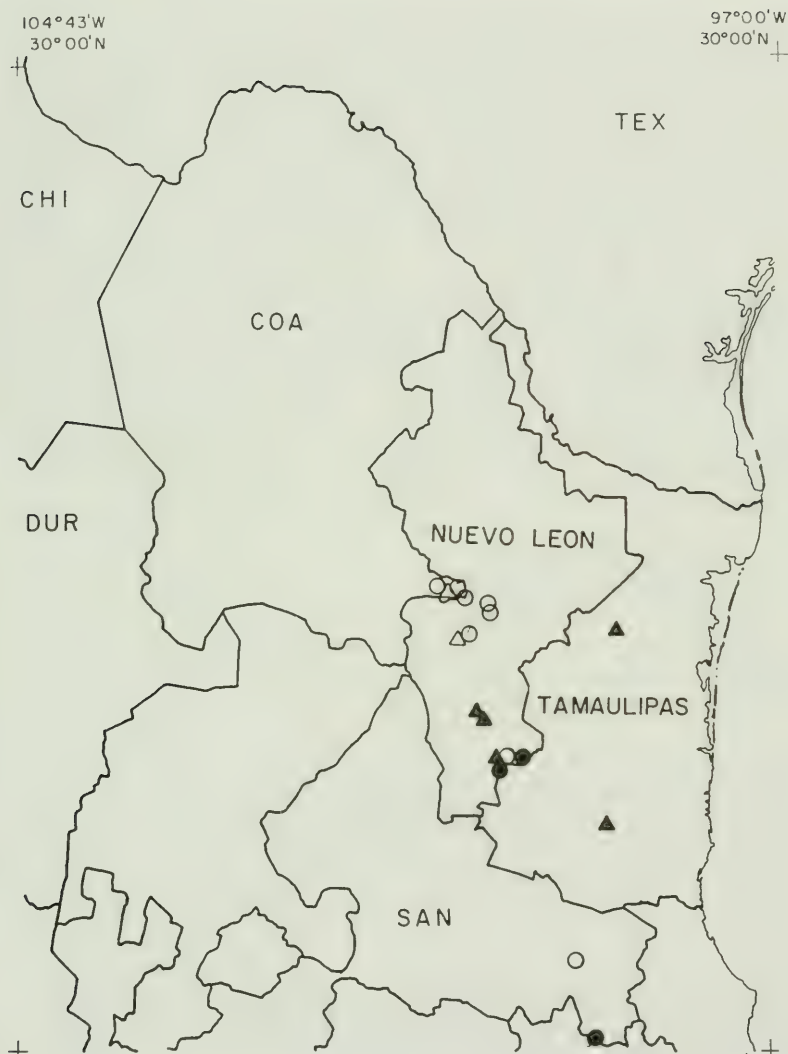 104°43'W
30°00'N
97°00'W
30°00'N
TEX
CHI
COA
DUR
NUEVO LEON
TAMAULIPAS
SAN